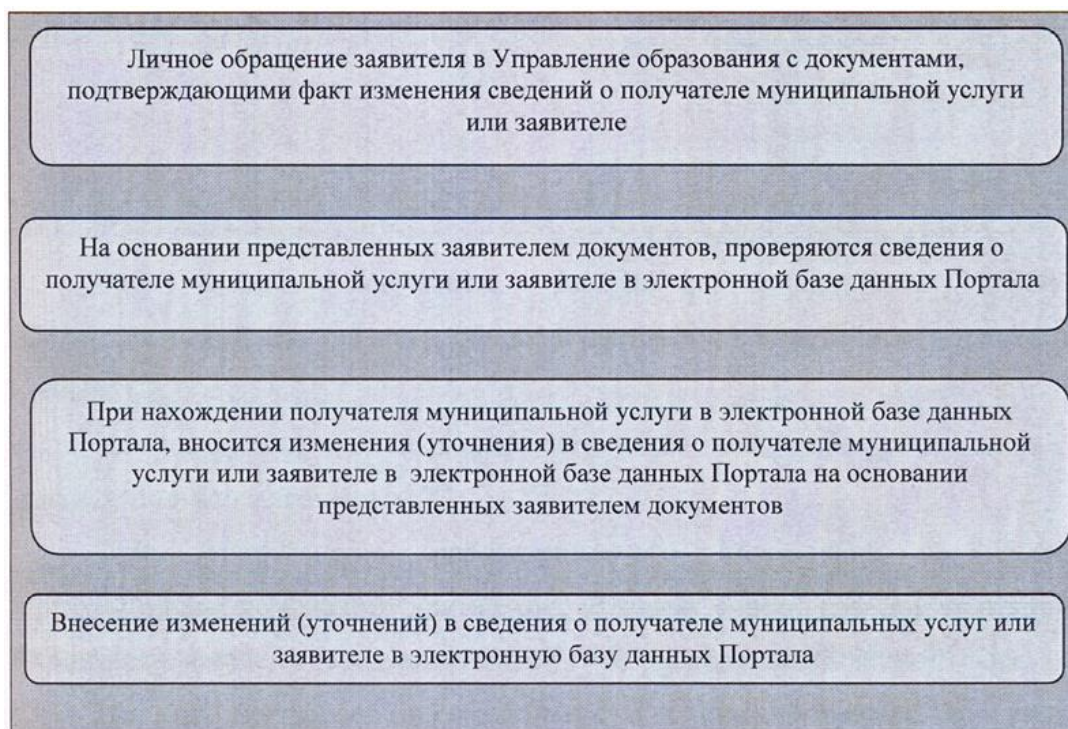 Личное обращение заявителя в Управление образования с документами,
подтверждающими факт изменения сведений о получателе муниципальной услуги
или заявителе
На основании представленных заявителем документов, проверяются сведения о
получателе муниципальной услуги или заявителе в электронной базе данных Портала
При нахождении получателя муниципальной услуги в электронной базе данных
Портала, вносится изменения (уточнения) в сведения о получателе муниципальной
услуги или заявителе в электронной базе данных Портала на основании
представленных заявителем документов
Внесение изменений (уточнений) в сведения о получателе муниципальных услуг или
заявителе в электронную базу данных Портала